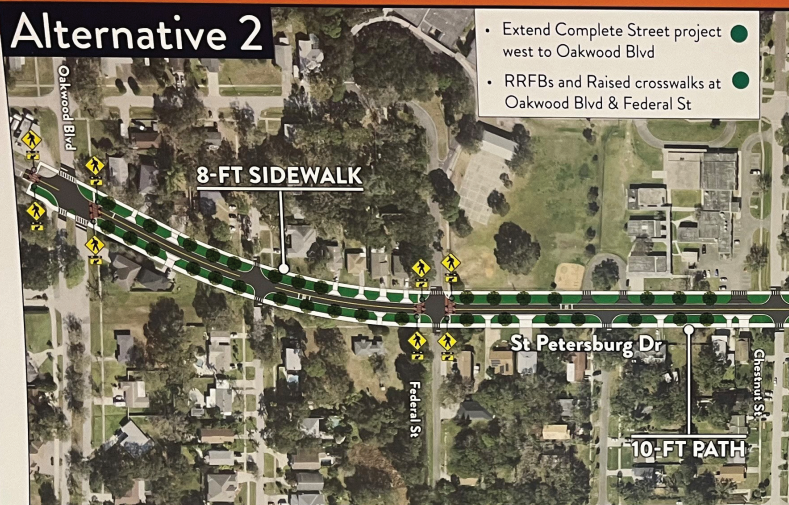 Alternative 2
• Extend Complete Street project
west to Oakwood Blvd
• RRFBs and Raised crosswalks at
Oakwood Blvd & Federal St
Oakwood Blvd
8-FT SIDEWALK
St Petersburg Dr
Federal St
Chestnut St
10-FT PATH